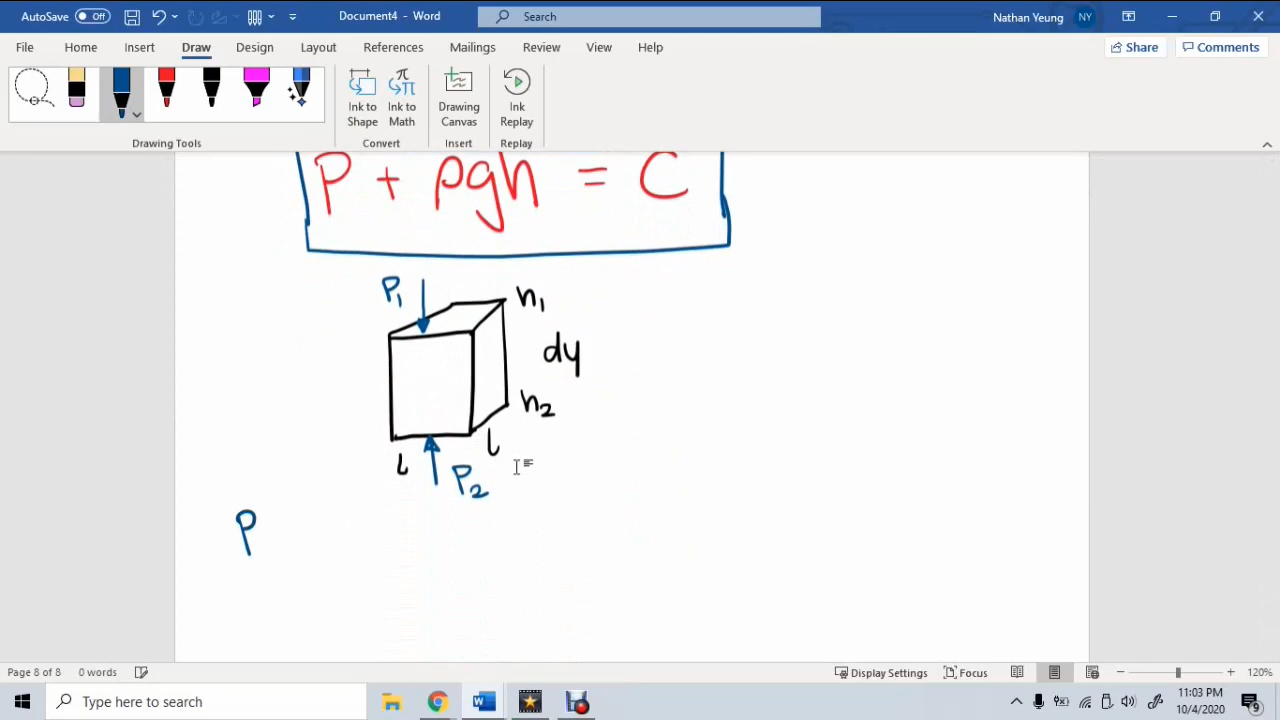 AutoSave Off Document4 - Word Search Nathan Yeung NY
File Home Insert Draw Design Layout References Mailings Review View Help Share Comments
Ink to Shape Ink to Math Drawing Canvas Ink Replay
Drawing Tools Convert Insert Replay
P + ρgh = C
P₁ h₁
dy
h₂
l l
P₂
P
Page 8 of 8 0 words Display Settings Focus 120%
Type here to search 11:03 PM
10/4/2020 9